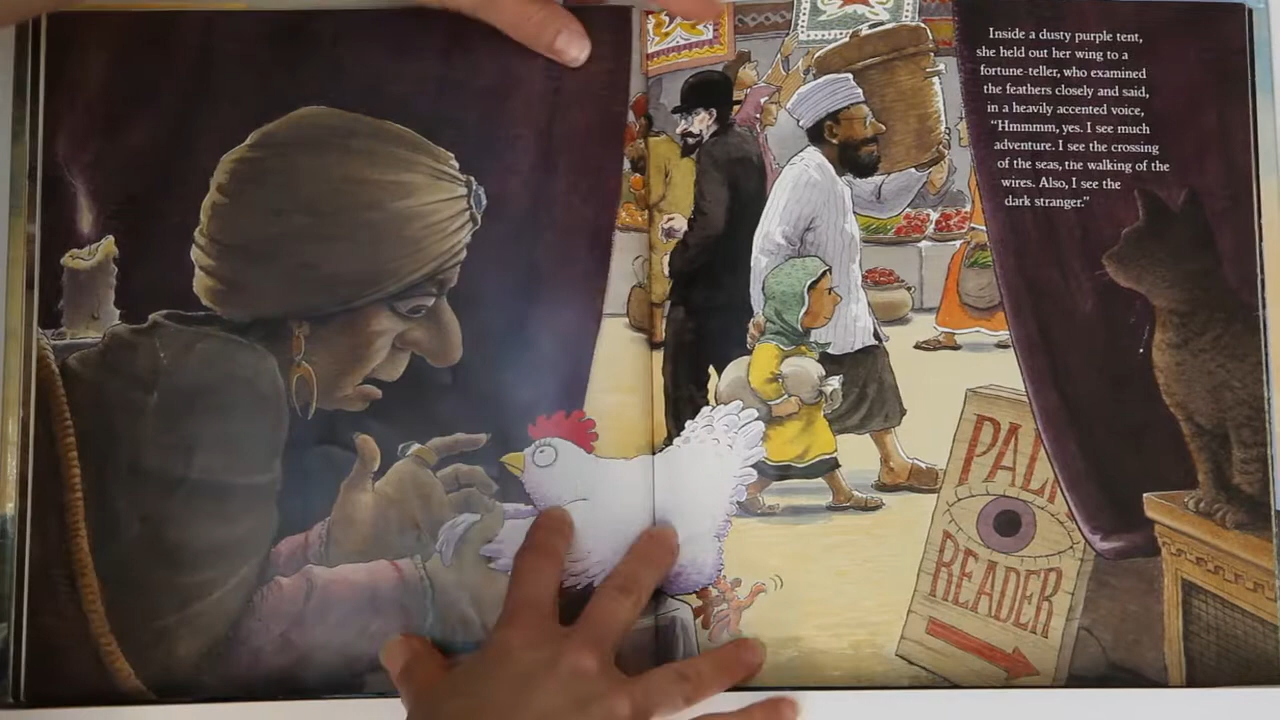 Inside a dusty purple tent,
she held out her wing to a
fortune-teller, who examined
the feathers closely and said,
in a heavily accented voice,
“Hmmmm, yes. I see much
adventure. I see the crossing
of the seas, the walking of the
wires. Also, I see the
dark stranger.”
PAL
READER